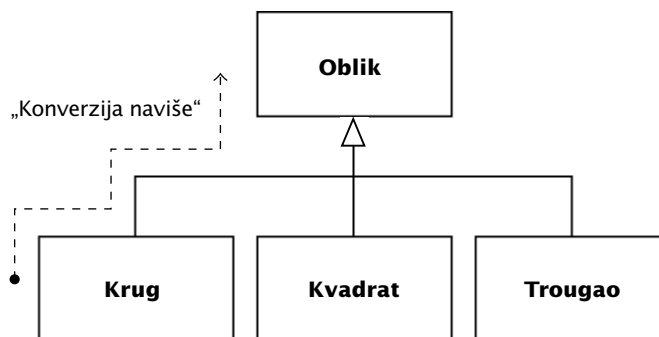 Oblik
„Konverzija naviše“
Krug
Kvadrat
Trougao